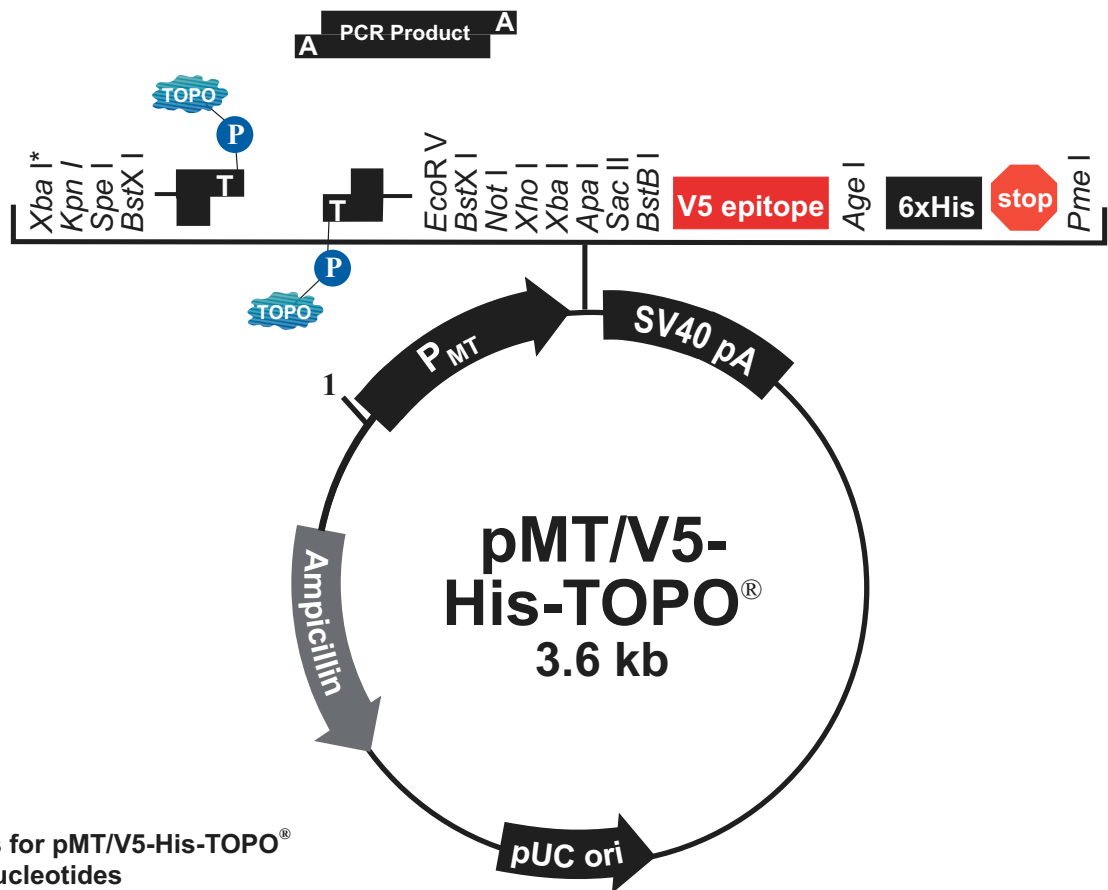 A PCR Product A
TOPO
P
T
T
P
TOPO
Xba I*
Kpn I
Spe I
BstX I
EcoR V
BstX I
Not I
Xho I
Xba I
Apa I
Sac II
BstB I
V5 epitope
Age I
6xHis
stop
Pme I
PMT
SV40 pA
1
Ampicillin
pMT/V5-
His-TOPO®
3.6 kb
pUC ori
s for pMT/V5-His-TOPO®
ucleotides